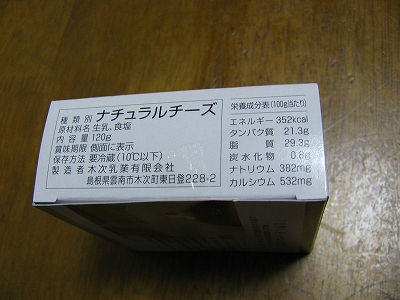 種類別 ナチュラルチーズ
原材料名 生乳、食塩
内容量 120g
賞味期限 側面に表示
保存方法 要冷蔵(10℃以下)
製造者 木次乳業有限会社
島根県雲南市木次町東日登228-2
栄養成分表(100g当たり)
エネルギー 352kcal
タンパク質 21.3g
脂質 29.3g
炭水化物 0.8g
ナトリウム 382mg
カルシウム 532mg